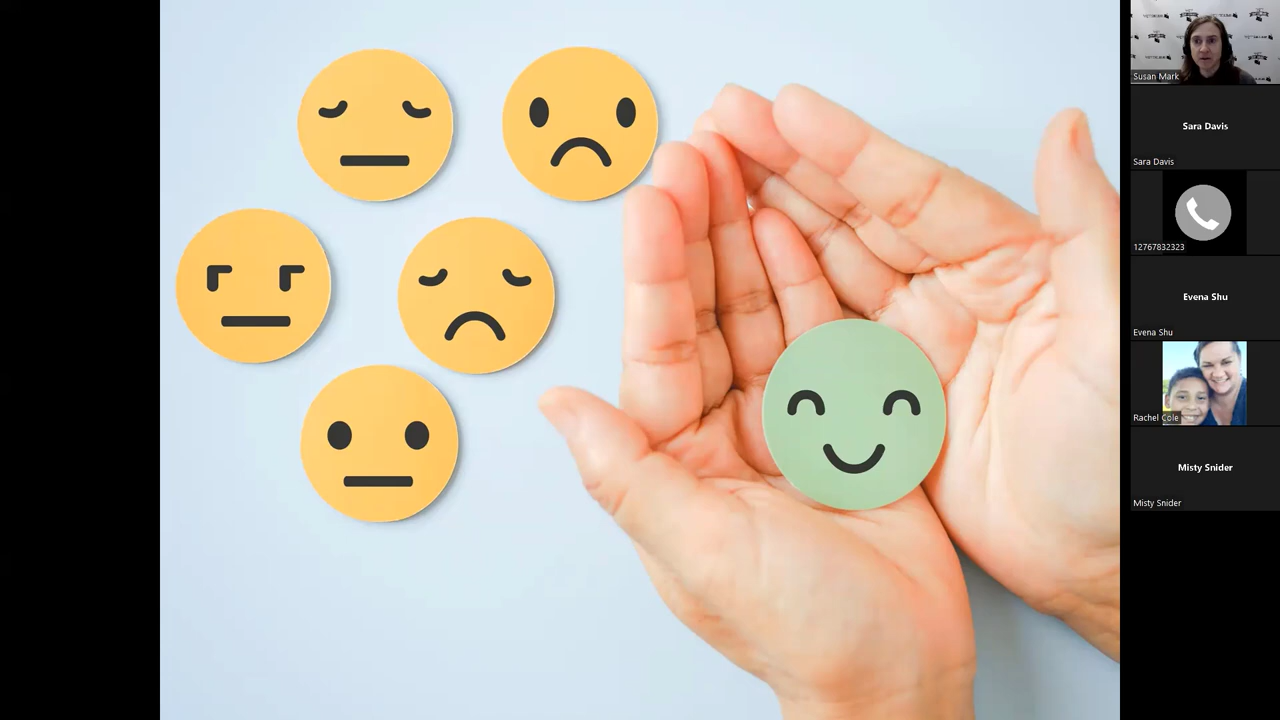 Susan Mark
Sara Davis
Sara Davis
12767832323
Evena Shu
Evena Shu
Rachel Cole
Misty Snider
Misty Snider